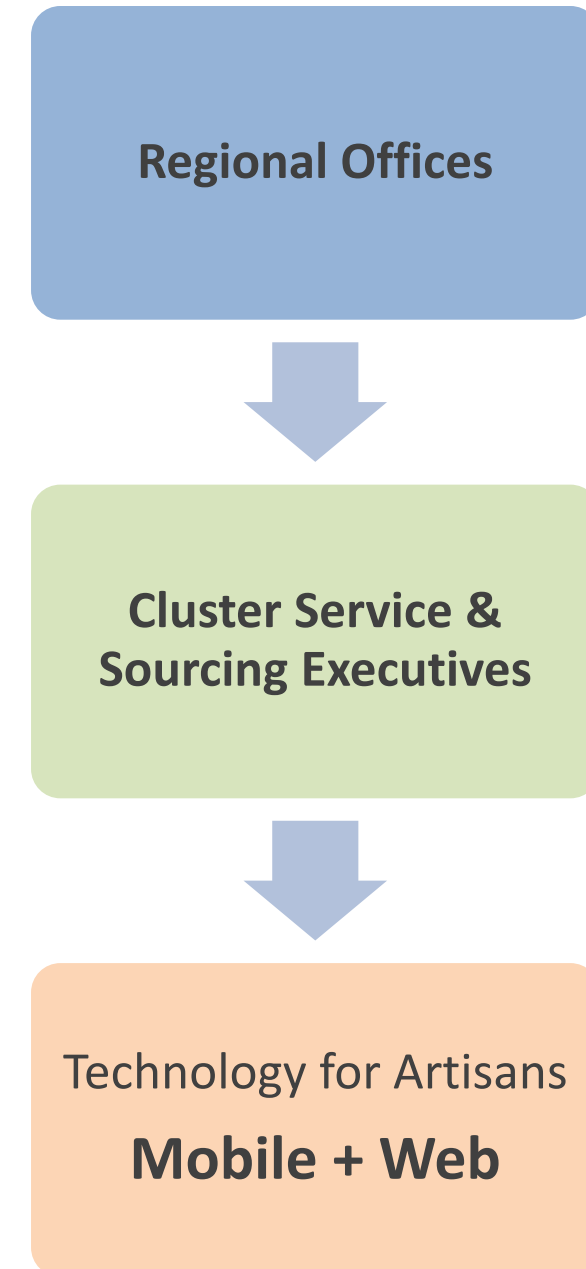 Regional Offices
Cluster Service &
Sourcing Executives
Technology for Artisans
Mobile + Web